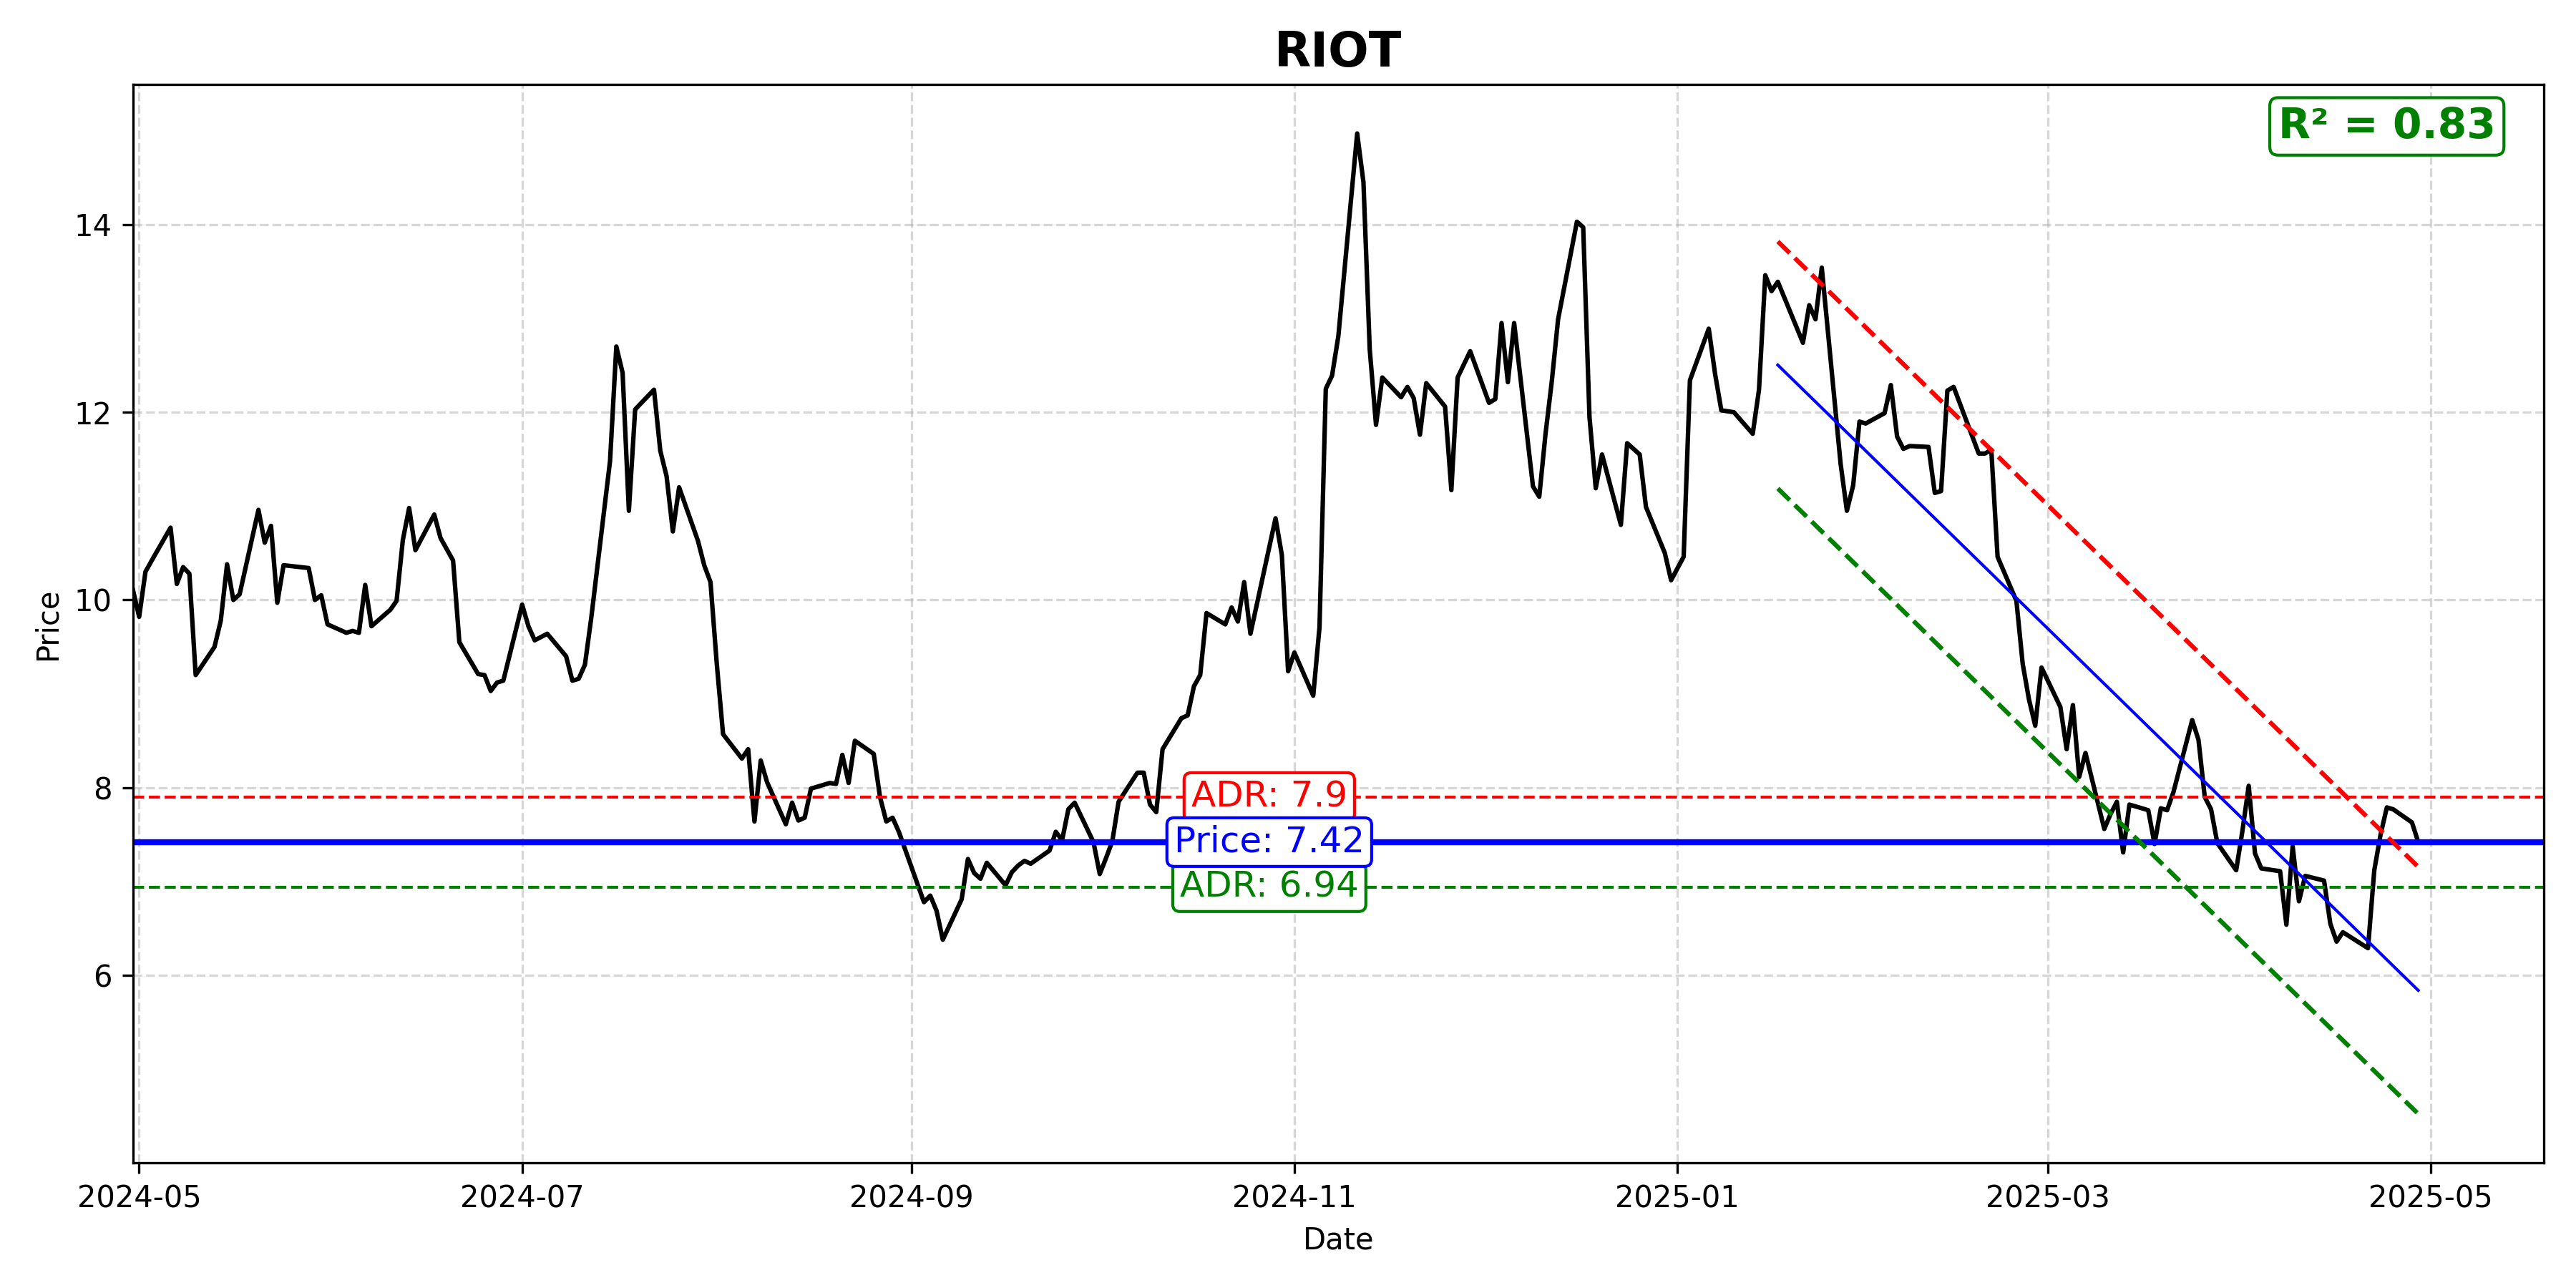 RIOT
R² = 0.83
14
12
10
8
6
Price
ADR: 7.9
Price: 7.42
ADR: 6.94
2024-05
2024-07
2024-09
2024-11
2025-01
2025-03
2025-05
Date